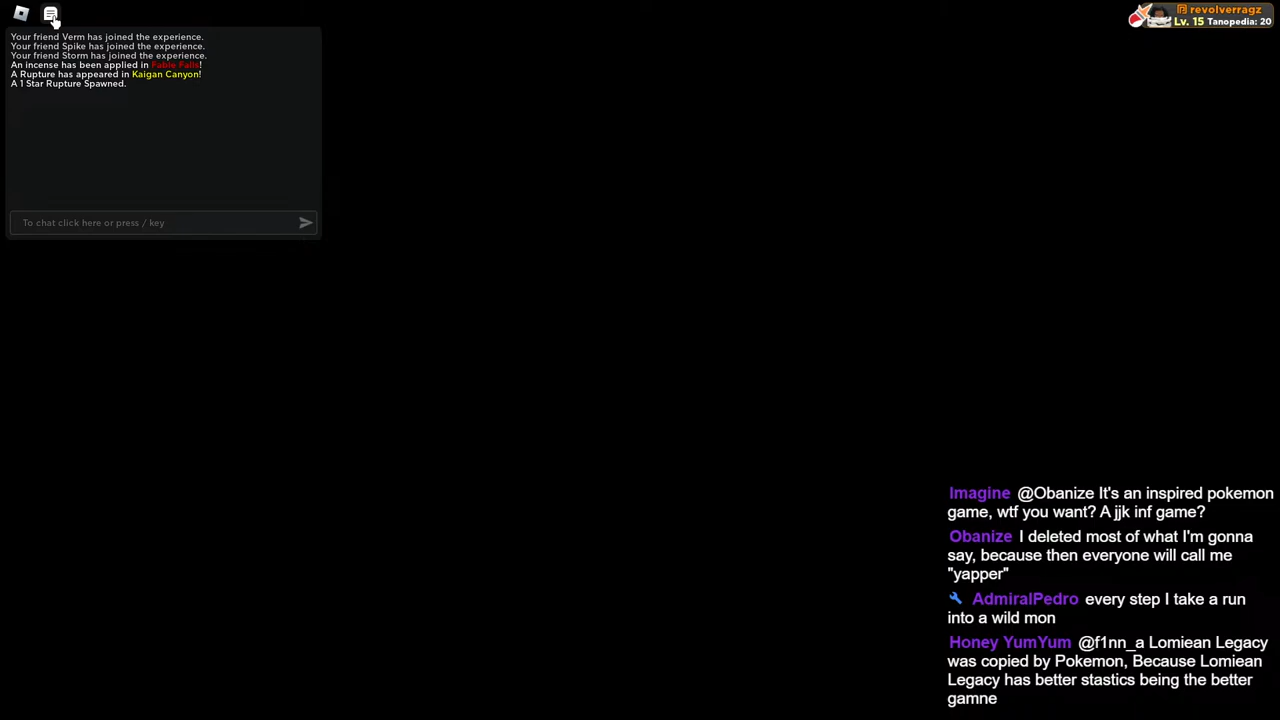 Your friend Verm has joined the experience.
Your friend Spike has joined the experience.
Your friend Storm has joined the experience.
An incense has been applied in Fable Falls!
A Rupture has appeared in Kaigan Canyon!
A 1 Star Rupture Spawned.
To chat click here or press / key
revolverragz
Lv. 15 Tanopedia: 20
Imagine @Obanize It's an inspired pokemon
game, wtf you want? A jjk inf game?
Obanize I deleted most of what I'm gonna
say, because then everyone will call me
"yapper"
AdmiralPedro every step I take a run
into a wild mon
Honey YumYum @f1nn_a Lomiean Legacy
was copied by Pokemon, Because Lomiean
Legacy has better stastics being the better
gamne